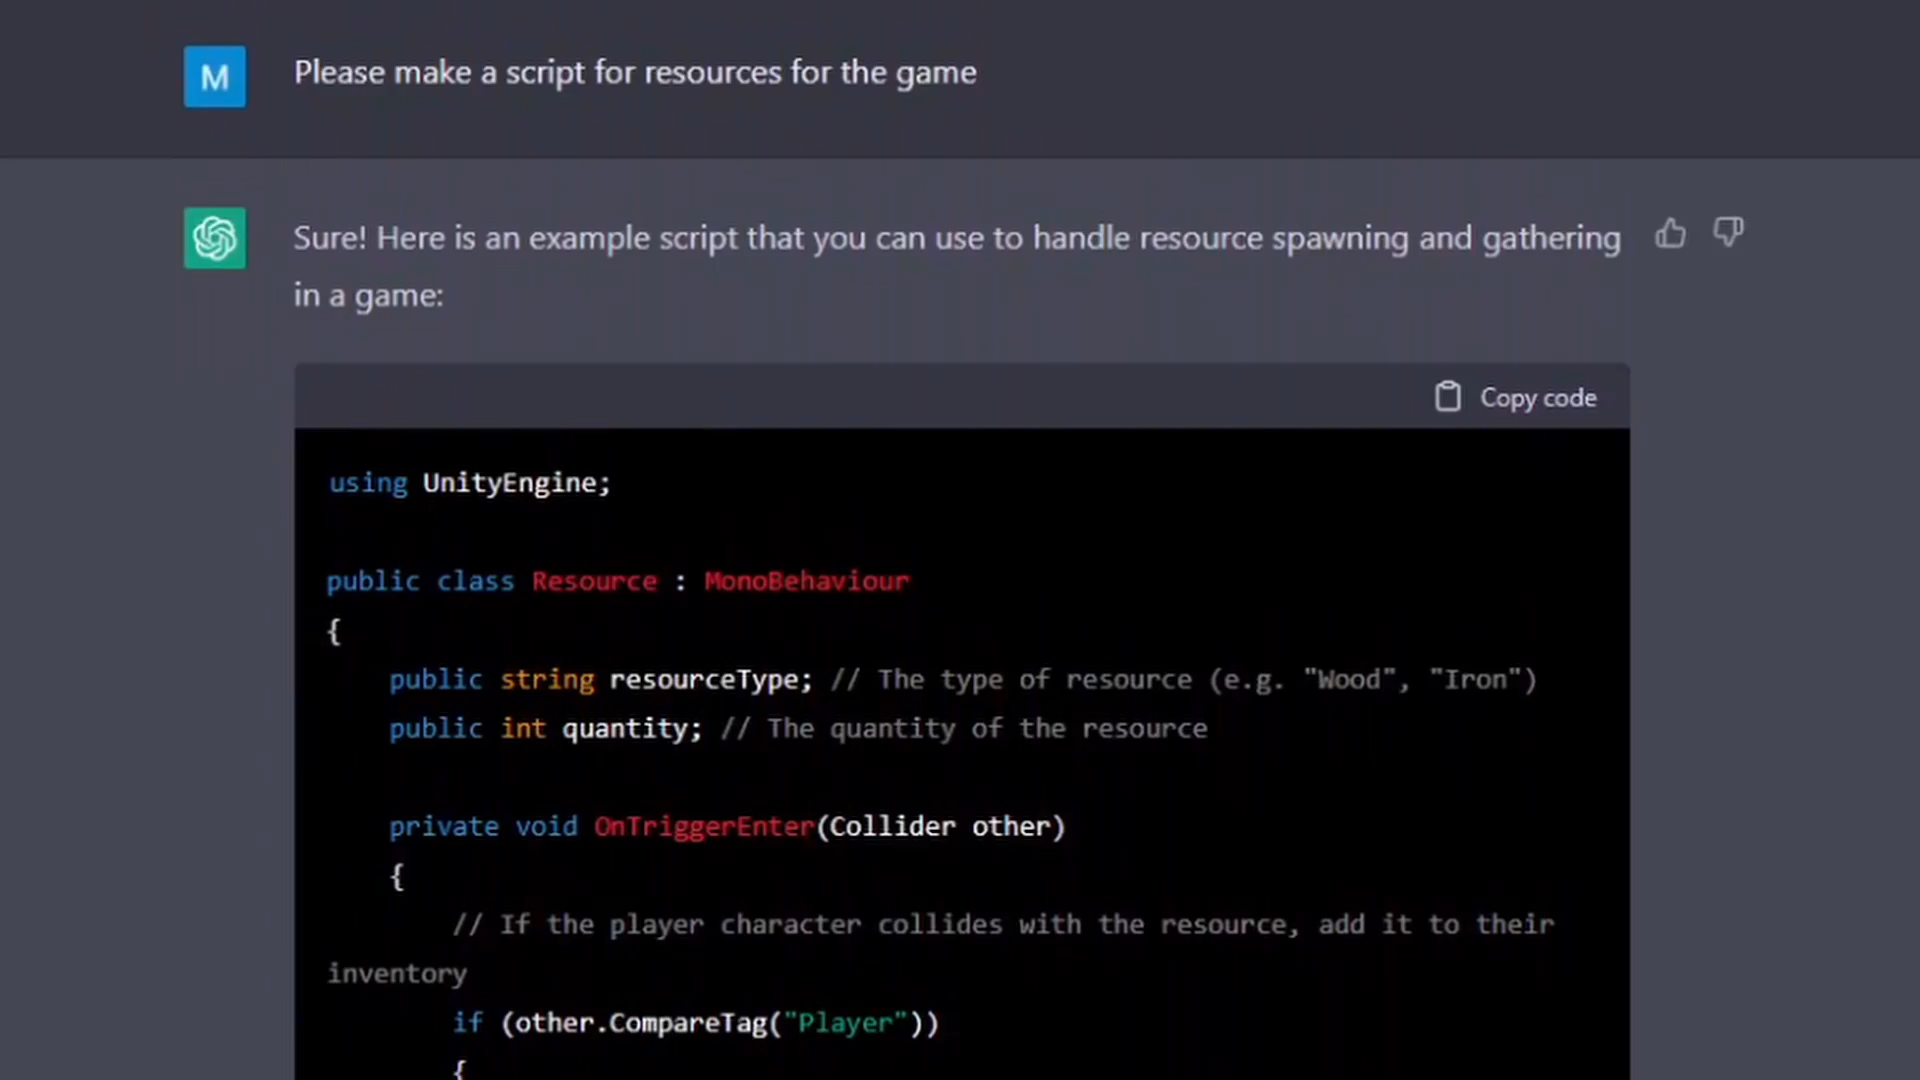 M
Please make a script for resources for the game
Sure! Here is an example script that you can use to handle resource spawning and gathering
in a game:
Copy code
using UnityEngine;
public class Resource : MonoBehaviour
{
    public string resourceType; // The type of resource (e.g. "Wood", "Iron")
    public int quantity; // The quantity of the resource
    private void OnTriggerEnter(Collider other)
    {
        // If the player character collides with the resource, add it to their
inventory
        if (other.CompareTag("Player"))
        {